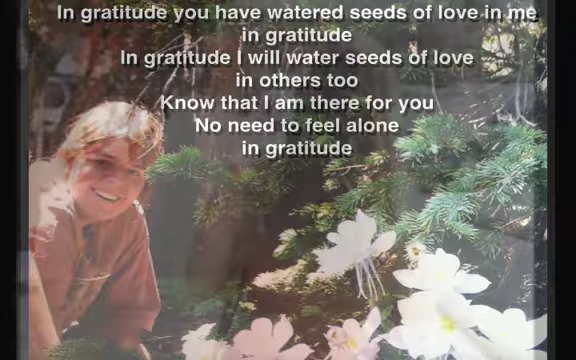 In gratitude you have watered seeds of love in me
in gratitude
In gratitude I will water seeds of love
in others too
Know that I am there for you
No need to feel alone
in gratitude